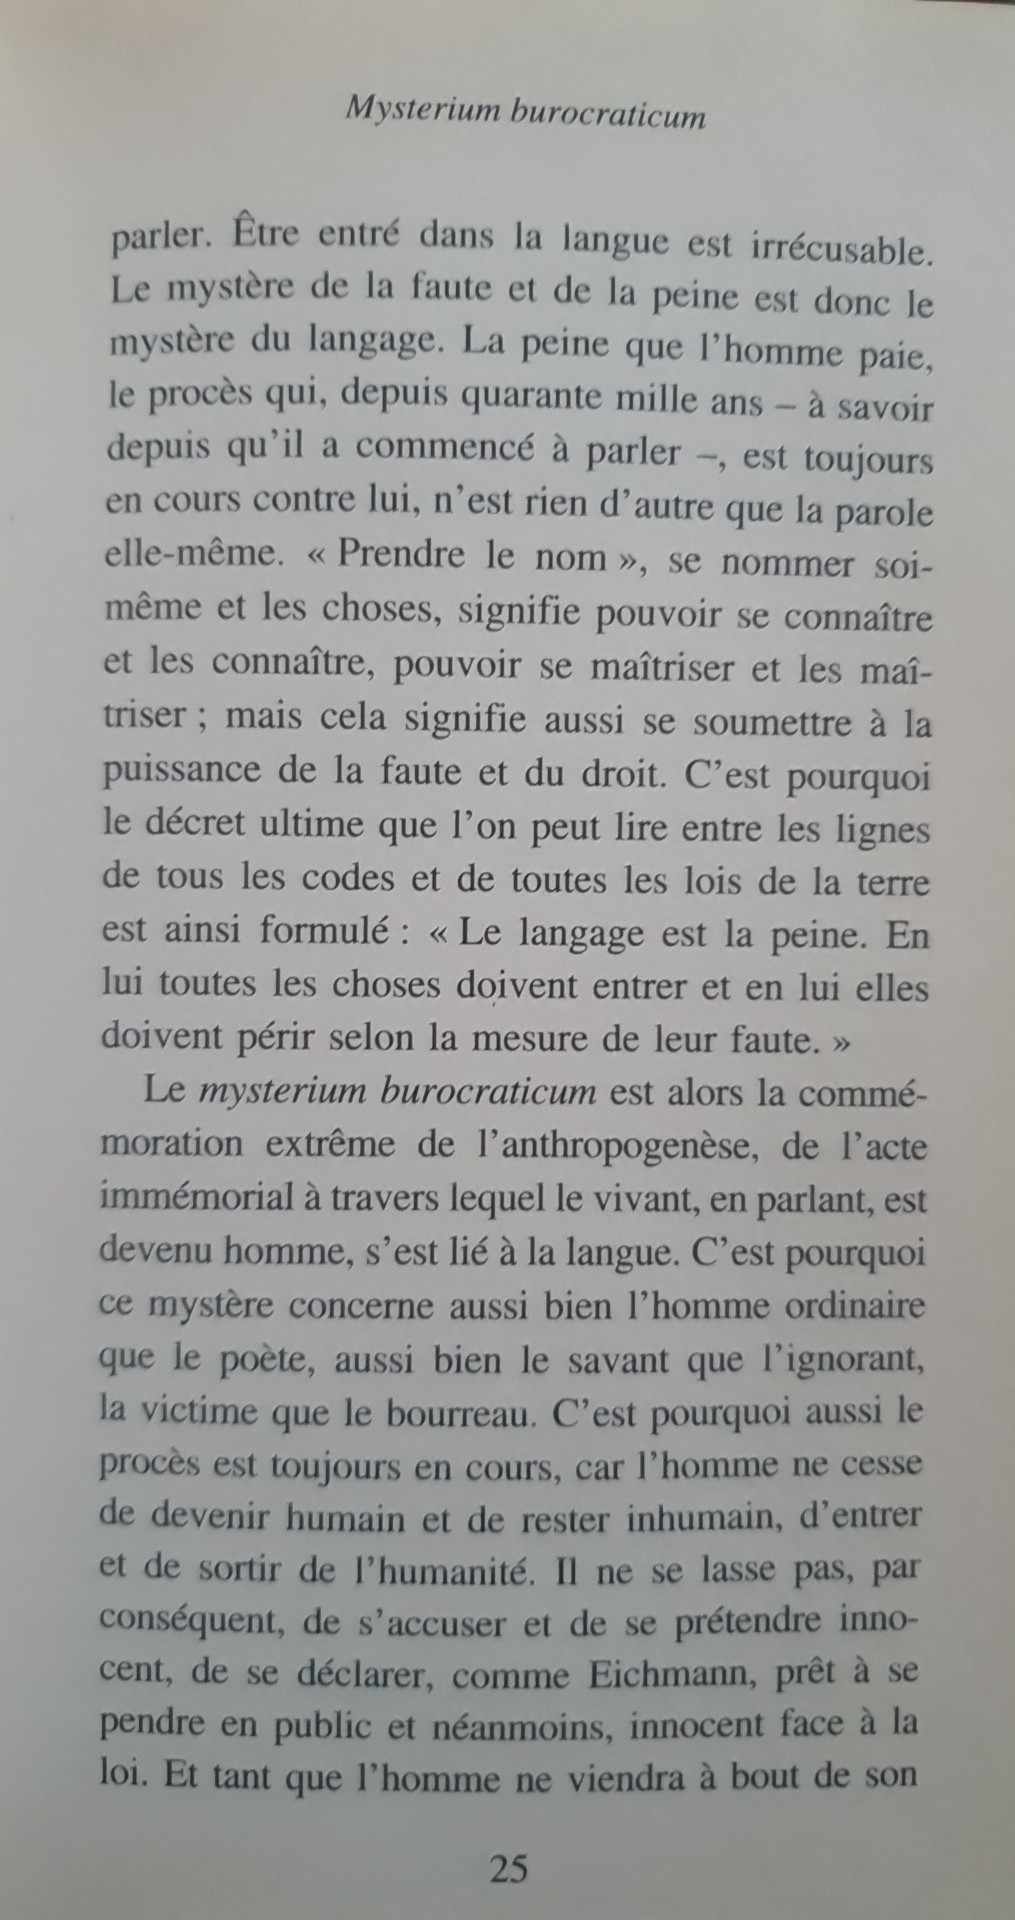 Mysterium burocraticum
parler. Être entré dans la langue est irrécusable.
Le mystère de la faute et de la peine est donc le
mystère du langage. La peine que l'homme paie,
le procès qui, depuis quarante mille ans – à savoir
depuis qu'il a commencé à parler –, est toujours
en cours contre lui, n'est rien d'autre que la parole
elle-même. « Prendre le nom », se nommer soi-
même et les choses, signifie pouvoir se connaître
et les connaître, pouvoir se maîtriser et les maî-
triser ; mais cela signifie aussi se soumettre à la
puissance de la faute et du droit. C'est pourquoi
le décret ultime que l'on peut lire entre les lignes
de tous les codes et de toutes les lois de la terre
est ainsi formulé : « Le langage est la peine. En
lui toutes les choses doivent entrer et en lui elles
doivent périr selon la mesure de leur faute. »
Le mysterium burocraticum est alors la commé-
moration extrême de l'anthropogenèse, de l'acte
immémorial à travers lequel le vivant, en parlant, est
devenu homme, s'est lié à la langue. C'est pourquoi
ce mystère concerne aussi bien l'homme ordinaire
que le poète, aussi bien le savant que l'ignorant,
la victime que le bourreau. C'est pourquoi aussi le
procès est toujours en cours, car l'homme ne cesse
de devenir humain et de rester inhumain, d'entrer
et de sortir de l'humanité. Il ne se lasse pas, par
conséquent, de s'accuser et de se prétendre inno-
cent, de se déclarer, comme Eichmann, prêt à se
pendre en public et néanmoins, innocent face à la
loi. Et tant que l'homme ne viendra à bout de son
25